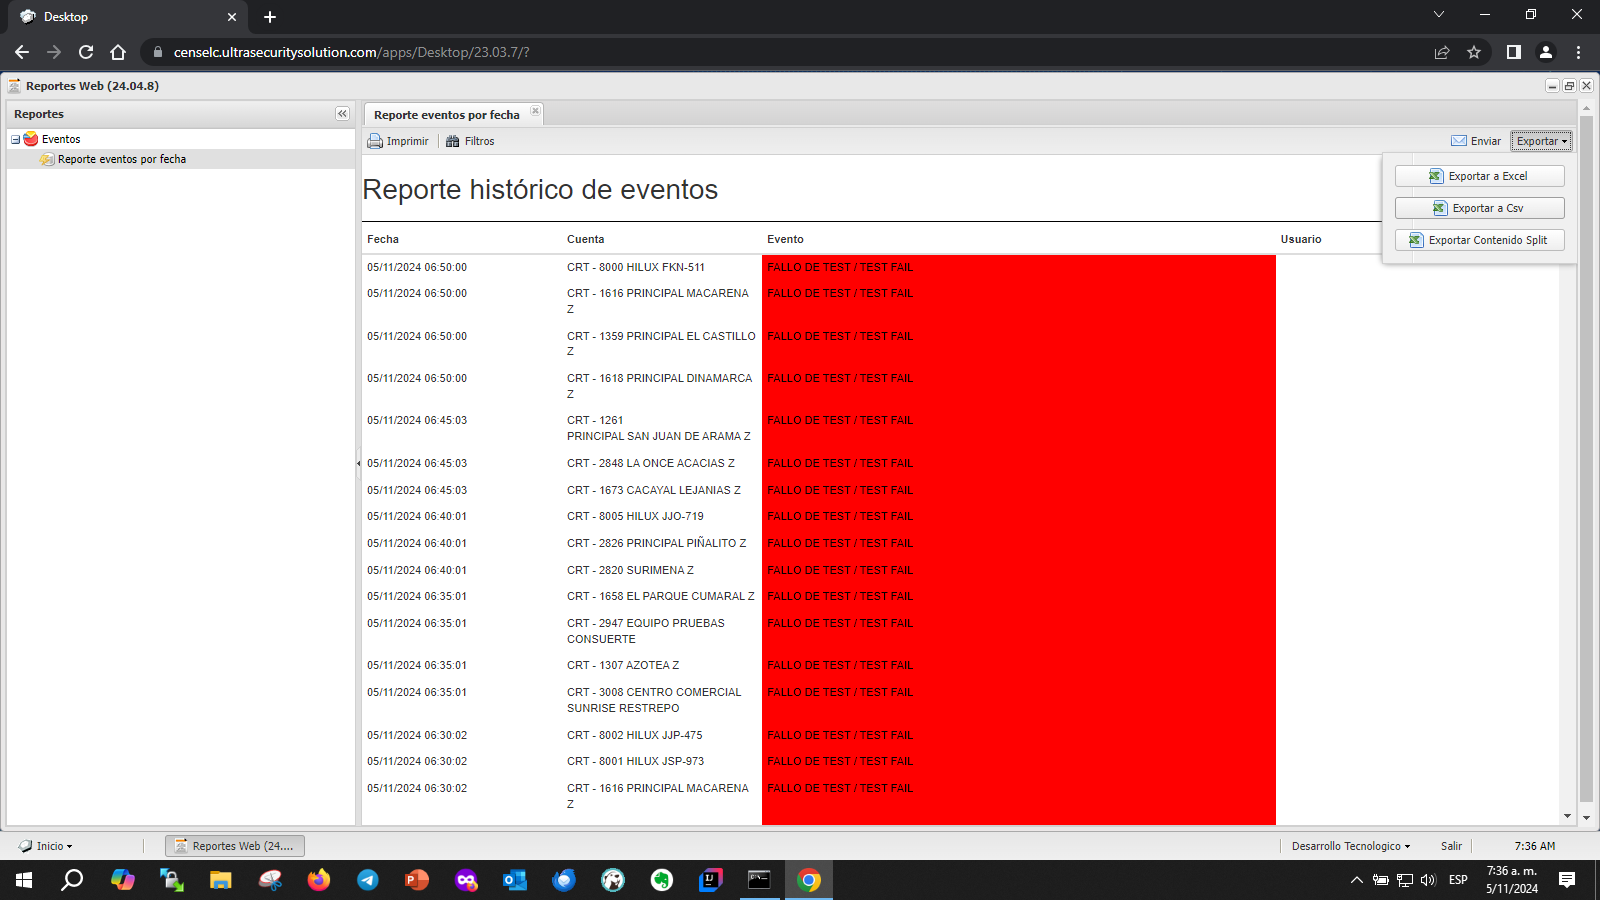 Desktop
censelc.ultrasecuritysolution.com/apps/Desktop/23.03.7/?
Reportes Web (24.04.8)
Reportes
Eventos
Reporte eventos por fecha
Reporte eventos por fecha
Imprimir
Filtros
Enviar
Exportar
Exportar a Excel
Exportar a Csv
Exportar Contenido Split
Reporte histórico de eventos
Fecha Cuenta Evento Usuario
05/11/2024 06:50:00 CRT - 8000 HILUX FKN-511 FALLO DE TEST / TEST FAIL
05/11/2024 06:50:00 CRT - 1616 PRINCIPAL MACARENA FALLO DE TEST / TEST FAIL
Z
05/11/2024 06:50:00 CRT - 1359 PRINCIPAL EL CASTILLO FALLO DE TEST / TEST FAIL
Z
05/11/2024 06:50:00 CRT - 1618 PRINCIPAL DINAMARCA FALLO DE TEST / TEST FAIL
Z
05/11/2024 06:45:03 CRT - 1261 FALLO DE TEST / TEST FAIL
PRINCIPAL SAN JUAN DE ARAMA Z
05/11/2024 06:45:03 CRT - 2848 LA ONCE ACACIAS Z FALLO DE TEST / TEST FAIL
05/11/2024 06:45:03 CRT - 1673 CACAYAL LEJANIAS Z FALLO DE TEST / TEST FAIL
05/11/2024 06:40:01 CRT - 8005 HILUX JJO-719 FALLO DE TEST / TEST FAIL
05/11/2024 06:40:01 CRT - 2826 PRINCIPAL PIÑALITO Z FALLO DE TEST / TEST FAIL
05/11/2024 06:40:01 CRT - 2820 SURIMENA Z FALLO DE TEST / TEST FAIL
05/11/2024 06:35:01 CRT - 1658 EL PARQUE CUMARAL Z FALLO DE TEST / TEST FAIL
05/11/2024 06:35:01 CRT - 2947 EQUIPO PRUEBAS FALLO DE TEST / TEST FAIL
CONSUERTE
05/11/2024 06:35:01 CRT - 1307 AZOTEA Z FALLO DE TEST / TEST FAIL
05/11/2024 06:35:01 CRT - 3008 CENTRO COMERCIAL FALLO DE TEST / TEST FAIL
SUNRISE RESTREPO
05/11/2024 06:30:02 CRT - 8002 HILUX JJP-475 FALLO DE TEST / TEST FAIL
05/11/2024 06:30:02 CRT - 8001 HILUX JSP-973 FALLO DE TEST / TEST FAIL
05/11/2024 06:30:02 CRT - 1616 PRINCIPAL MACARENA FALLO DE TEST / TEST FAIL
Z
Inicio
Reportes Web (24....
Desarrollo Tecnologico
Salir
7:36 AM
ESP
7:36 a. m.
5/11/2024